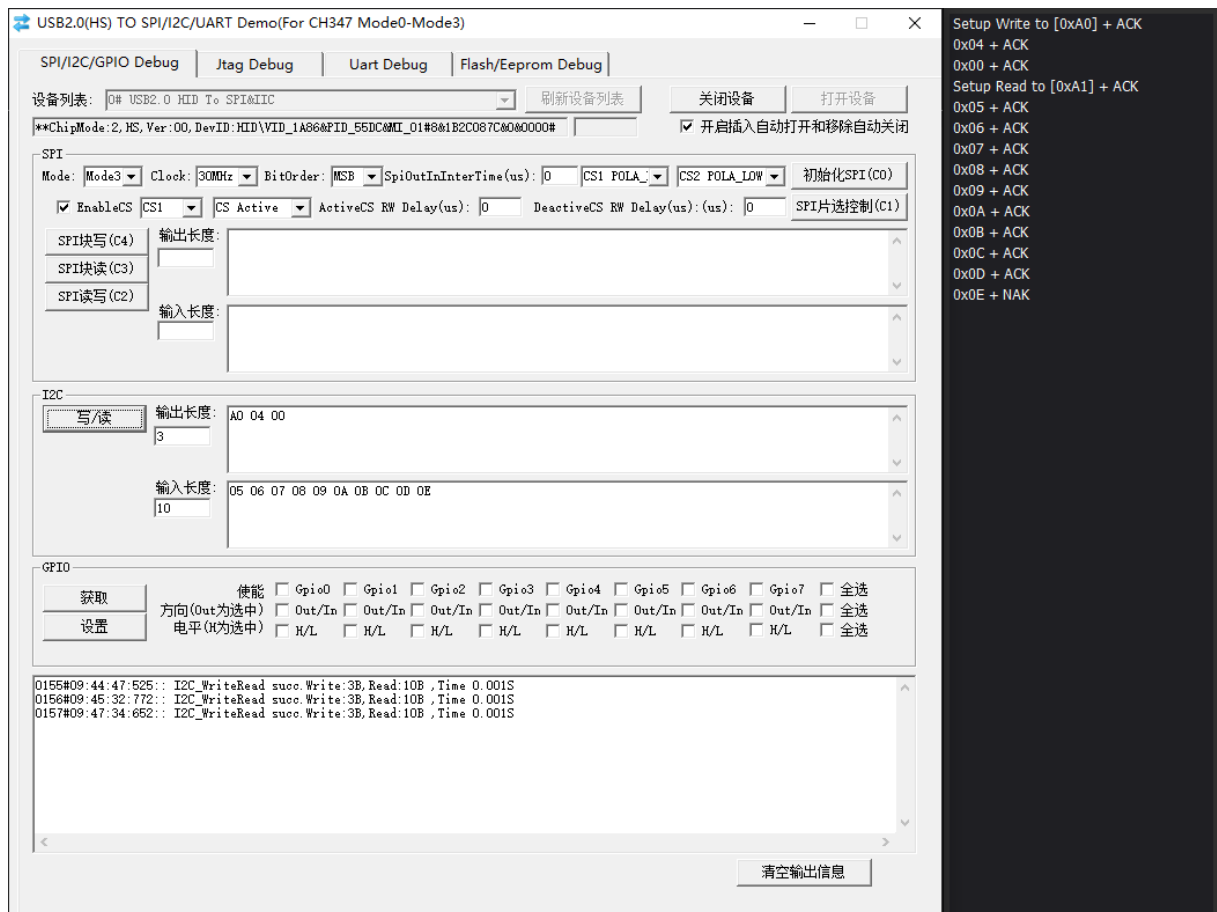 USB2.0(HS) TO SPI/I2C/UART Demo(For CH347 Mode0-Mode3)
SPI/I2C/GPIO Debug Jtag Debug Uart Debug Flash/Eeprom Debug
设备列表: 0# USB2.0 HID To SPI&IIC 刷新设备列表 关闭设备 打开设备
**ChipMode:2,HS,Ver:00,DevID:HID\VID_1A86&PID_55DC&MI_01#8&1B2C087C&0&0000# 开启插入自动打开和移除自动关闭
SPI
Mode: Mode3 Clock: 30MHz BitOrder: MSB SpiOutInInterTime(us): 0 CS1 POLA_ CS2 POLA_LOW 初始化SPI(C0)
EnableCS CS1 CS Active ActiveCS RW Delay(us): 0 DeactiveCS RW Delay(us):(us): 0 SPI片选控制(C1)
SPI块写(C4) 输出长度:
SPI块读(C3)
SPI读写(C2)
输入长度:
I2C
写/读 输出长度: A0 04 00
3
输入长度: 05 06 07 08 09 0A 0B 0C 0D 0E
10
GPIO
获取 使能 Gpio0 Gpio1 Gpio2 Gpio3 Gpio4 Gpio5 Gpio6 Gpio7 全选
方向(Out为选中) Out/In Out/In Out/In Out/In Out/In Out/In Out/In Out/In 全选
设置 电平(H为选中) H/L H/L H/L H/L H/L H/L H/L H/L 全选
0155#09:44:47:525:: I2C_WriteRead succ.Write:3B,Read:10B ,Time 0.001S
0156#09:45:32:772:: I2C_WriteRead succ.Write:3B,Read:10B ,Time 0.001S
0157#09:47:34:652:: I2C_WriteRead succ.Write:3B,Read:10B ,Time 0.001S
清空输出信息
Setup Write to [0xA0] + ACK
0x04 + ACK
0x00 + ACK
Setup Read to [0xA1] + ACK
0x05 + ACK
0x06 + ACK
0x07 + ACK
0x08 + ACK
0x09 + ACK
0x0A + ACK
0x0B + ACK
0x0C + ACK
0x0D + ACK
0x0E + NAK